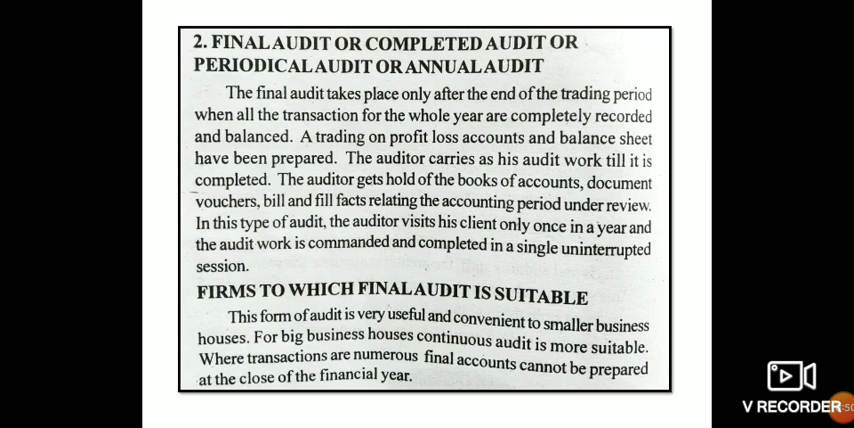 2. FINAL AUDIT OR COMPLETED AUDIT OR
PERIODICAL AUDIT OR ANNUAL AUDIT
The final audit takes place only after the end of the trading period
when all the transaction for the whole year are completely recorded
and balanced. A trading on profit loss accounts and balance sheet
have been prepared. The auditor carries as his audit work till it is
completed. The auditor gets hold of the books of accounts, document
vouchers, bill and fill facts relating the accounting period under review.
In this type of audit, the auditor visits his client only once in a year and
the audit work is commanded and completed in a single uninterrupted
session.
FIRMS TO WHICH FINAL AUDIT IS SUITABLE
This form of audit is very useful and convenient to smaller business
houses. For big business houses continuous audit is more suitable.
Where transactions are numerous final accounts cannot be prepared
at the close of the financial year.
V RECORDER